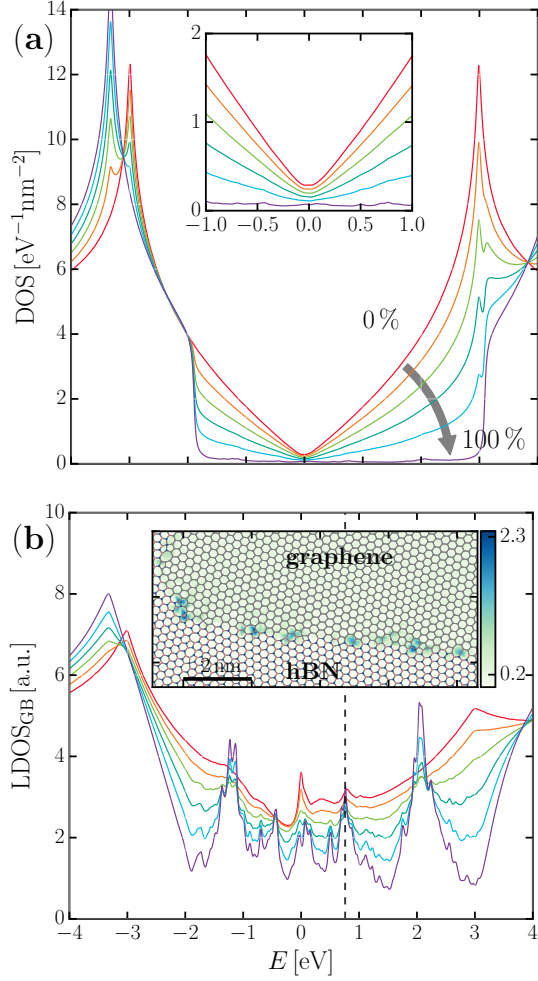 (a)
DOS [eV⁻¹nm⁻²]
14
12
10
8
6
4
2
0
2
1
0
−1.0 −0.5 0.0 0.5 1.0
0 %
100 %
(b)
LDOS_GB [a.u.]
10
8
6
4
2
0
graphene
hBN
2 nm
2.3
0.2
−4 −3 −2 −1 0 1 2 3 4
E [eV]